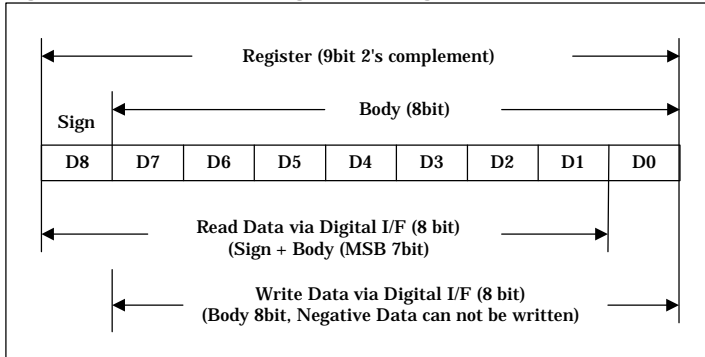 Register (9bit 2's complement)
Body (8bit)
Sign
D8 D7 D6 D5 D4 D3 D2 D1 D0
Read Data via Digital I/F (8 bit)
(Sign + Body (MSB 7bit)
Write Data via Digital I/F (8 bit)
(Body 8bit, Negative Data can not be written)